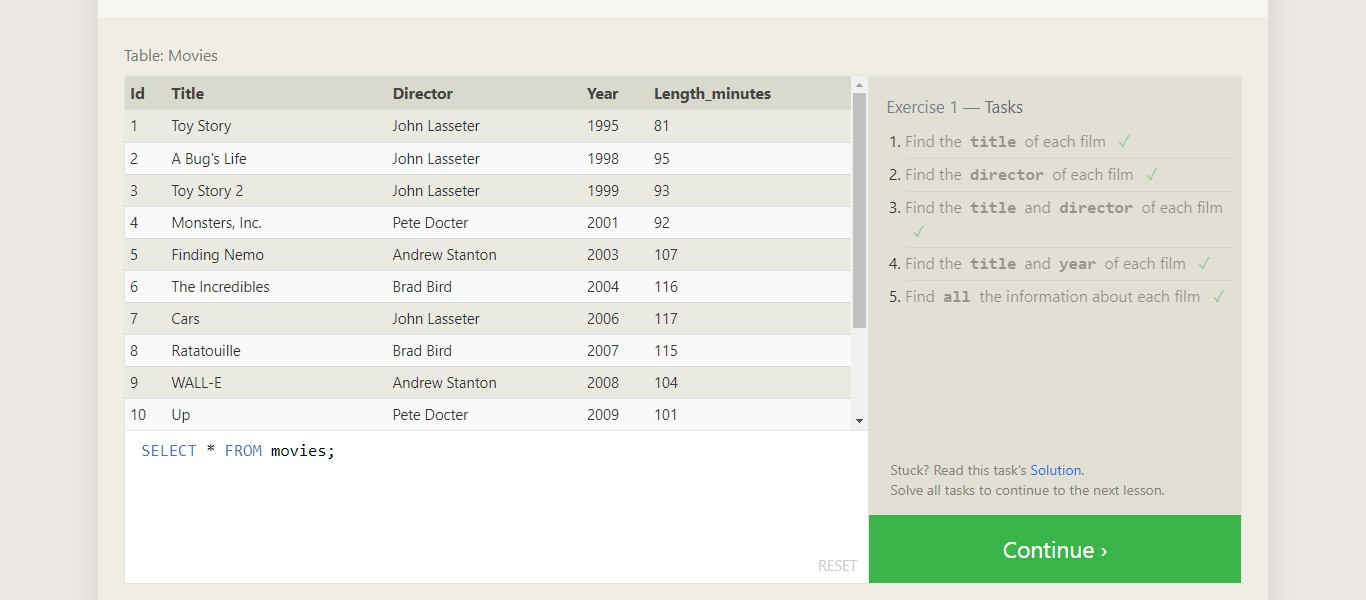 Table: Movies
Id Title Director Year Length_minutes
1 Toy Story John Lasseter 1995 81
2 A Bug's Life John Lasseter 1998 95
3 Toy Story 2 John Lasseter 1999 93
4 Monsters, Inc. Pete Docter 2001 92
5 Finding Nemo Andrew Stanton 2003 107
6 The Incredibles Brad Bird 2004 116
7 Cars John Lasseter 2006 117
8 Ratatouille Brad Bird 2007 115
9 WALL-E Andrew Stanton 2008 104
10 Up Pete Docter 2009 101
SELECT * FROM movies;
RESET
Exercise 1 — Tasks
1. Find the title of each film ✓
2. Find the director of each film ✓
3. Find the title and director of each film
✓
4. Find the title and year of each film ✓
5. Find all the information about each film ✓
Stuck? Read this task's Solution.
Solve all tasks to continue to the next lesson.
Continue ›